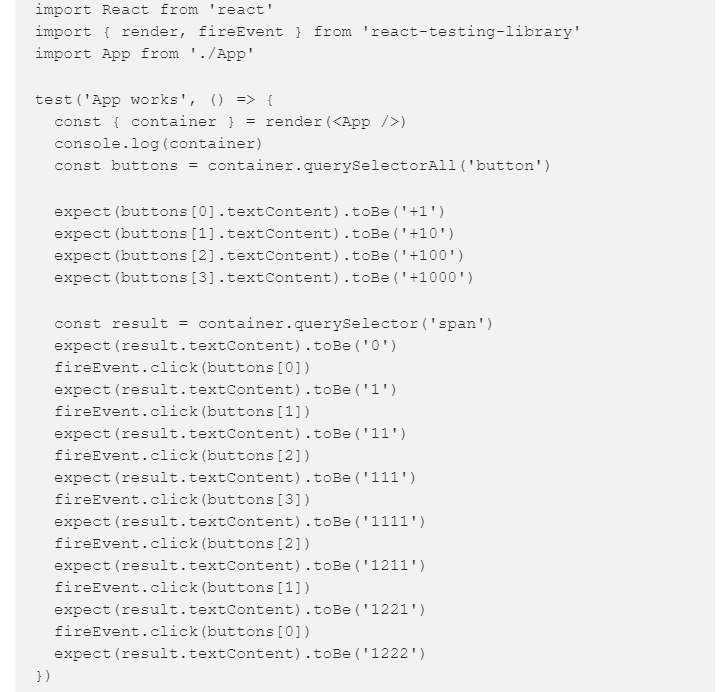 import React from 'react'
import { render, fireEvent } from 'react-testing-library'
import App from './App'

test('App works', () => {
  const { container } = render(<App />)
  console.log(container)
  const buttons = container.querySelectorAll('button')

  expect(buttons[0].textContent).toBe('+1')
  expect(buttons[1].textContent).toBe('+10')
  expect(buttons[2].textContent).toBe('+100')
  expect(buttons[3].textContent).toBe('+1000')

  const result = container.querySelector('span')
  expect(result.textContent).toBe('0')
  fireEvent.click(buttons[0])
  expect(result.textContent).toBe('1')
  fireEvent.click(buttons[1])
  expect(result.textContent).toBe('11')
  fireEvent.click(buttons[2])
  expect(result.textContent).toBe('111')
  fireEvent.click(buttons[3])
  expect(result.textContent).toBe('1111')
  fireEvent.click(buttons[2])
  expect(result.textContent).toBe('1211')
  fireEvent.click(buttons[1])
  expect(result.textContent).toBe('1221')
  fireEvent.click(buttons[0])
  expect(result.textContent).toBe('1222')
})